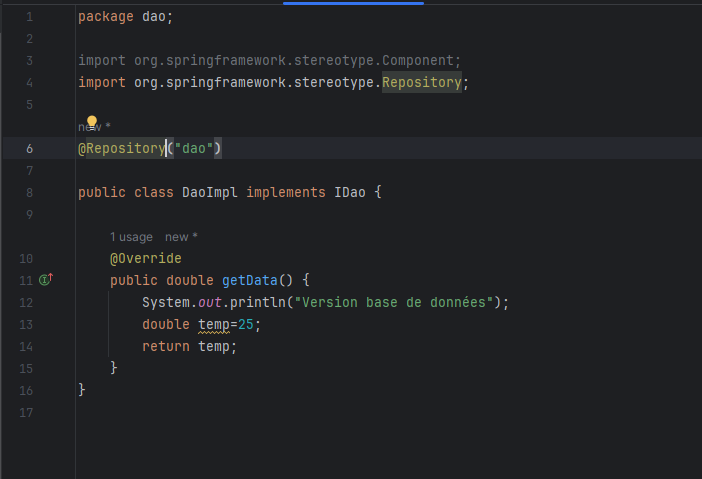 1 package dao;
2
3 import org.springframework.stereotype.Component;
4 import org.springframework.stereotype.Repository;
5
new *
6 @Repository("dao")
7
8 public class DaoImpl implements IDao {
9
1 usage new *
10 @Override
11 public double getData() {
12 System.out.println("Version base de données");
13 double temp=25;
14 return temp;
15 }
16 }
17